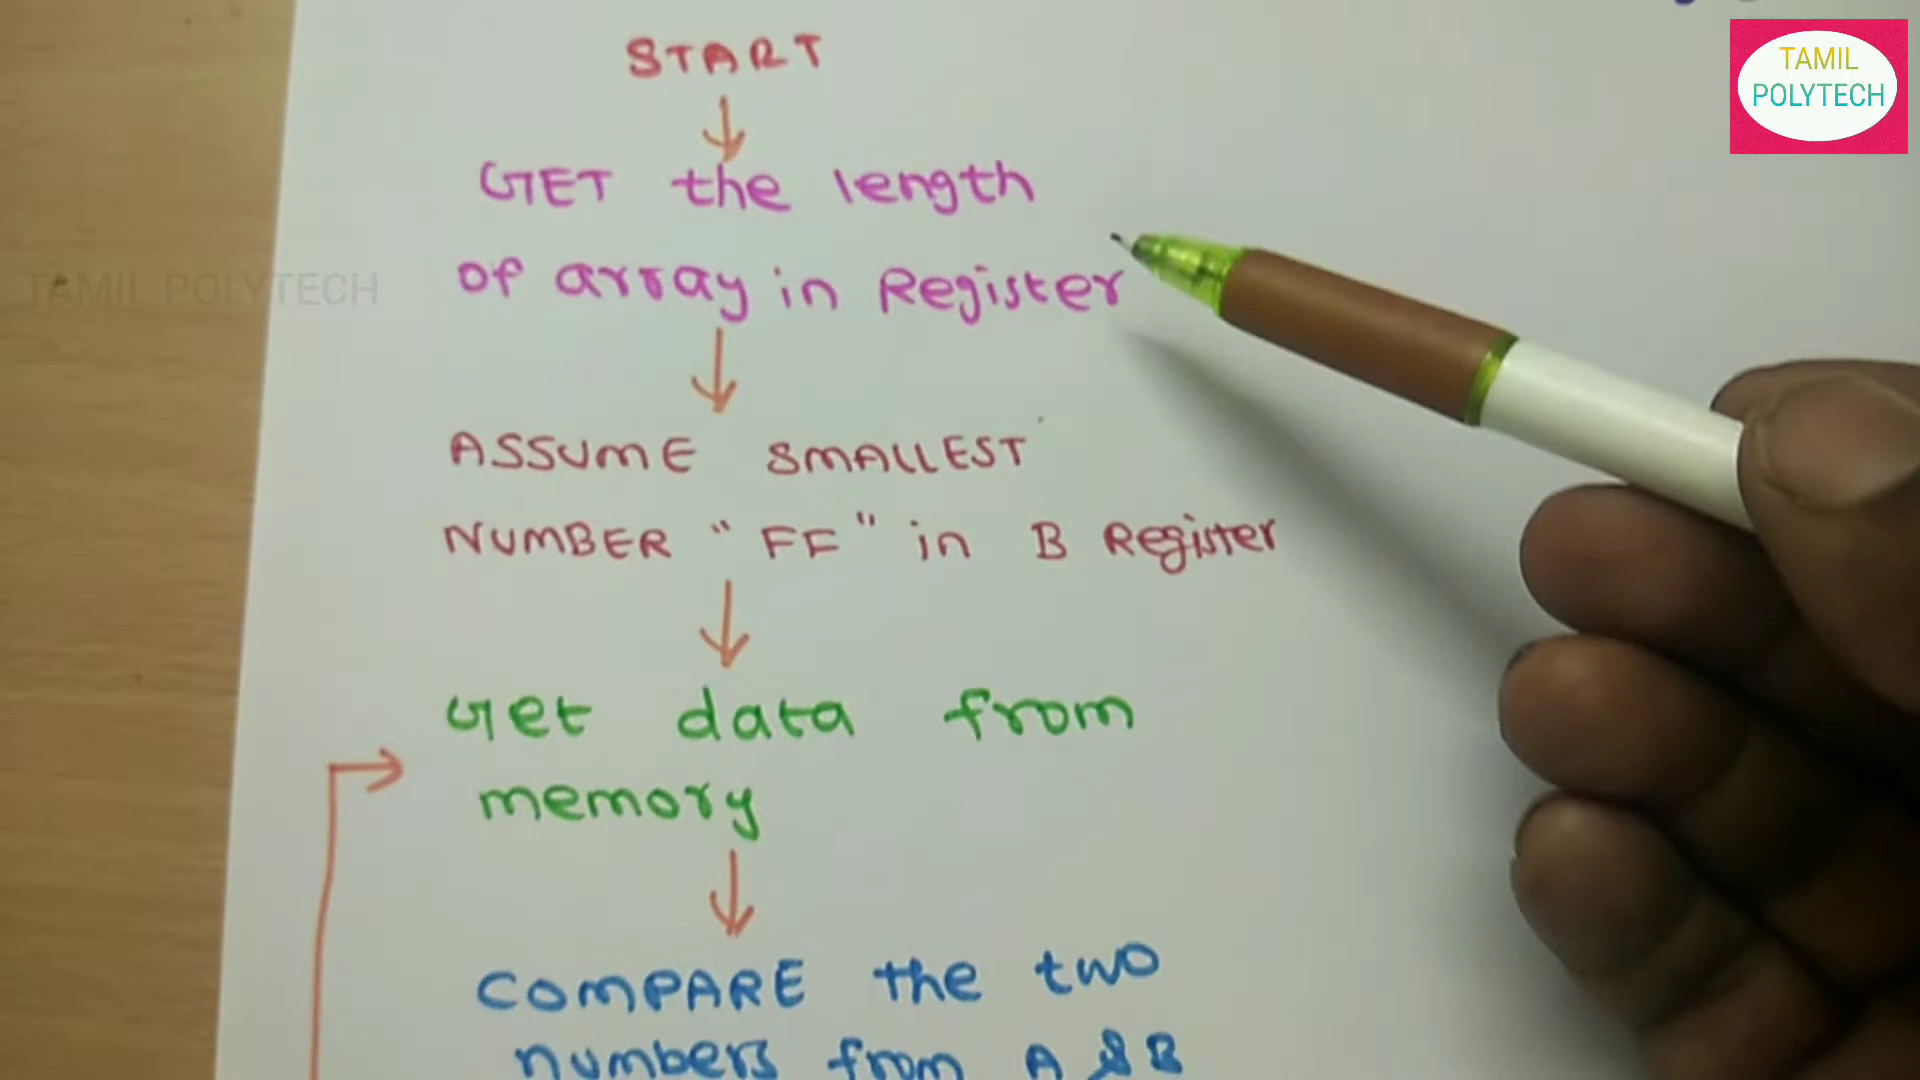 START
GET the length
of array in Register
ASSUME SMALLEST
NUMBER "FF" in B Register
Get data from
memory
COMPARE the two
numbers from A & B
TAMIL
POLYTECH
TAMIL POLYTECH